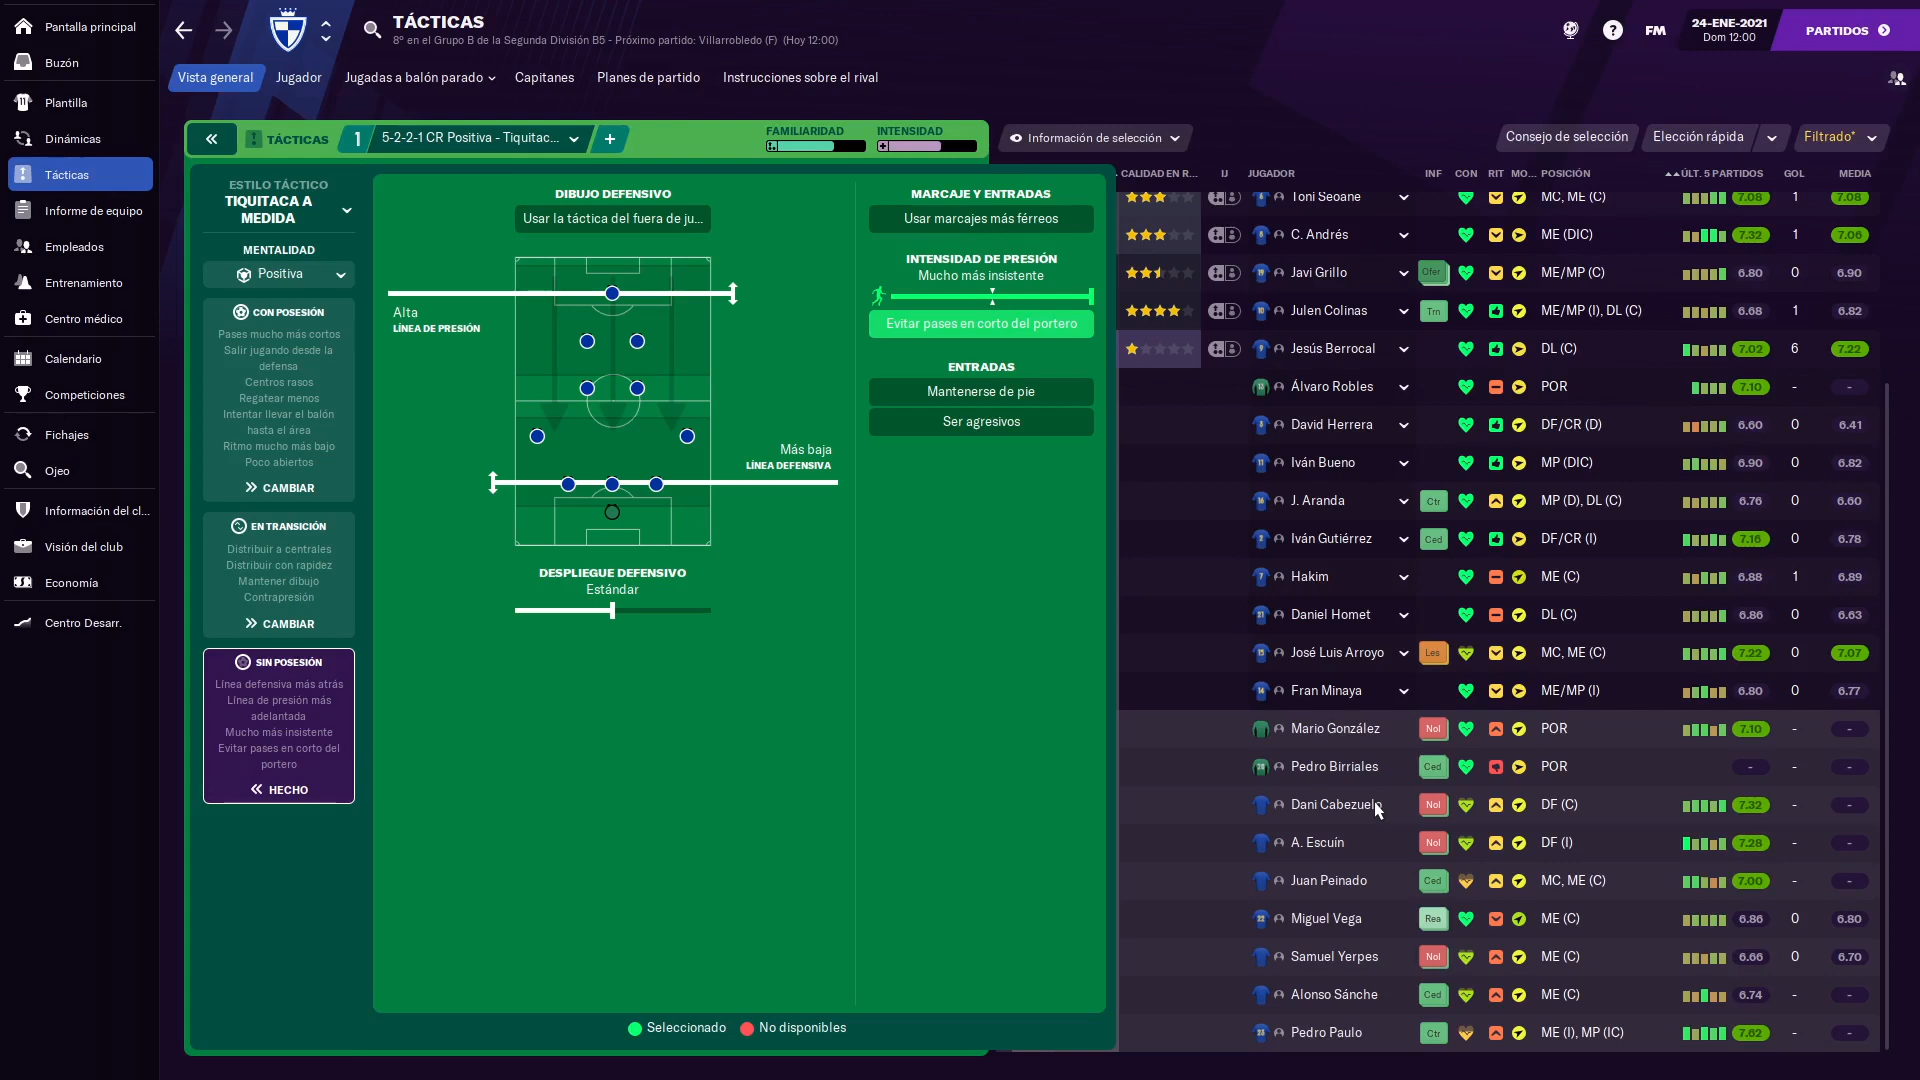 Pantalla principal
Buzón
Plantilla
Dinámicas
Tácticas
Informe de equipo
Empleados
Entrenamiento
Centro médico
Calendario
Competiciones
Fichajes
Ojeo
Información del cl...
Visión del club
Economía
Centro Desarr.
TÁCTICAS
8º en el Grupo B de la Segunda División B5 - Próximo partido: Villarrobledo (F) (Hoy 12:00)
FM
24-ENE-2021
Dom 12:00
PARTIDOS
Vista general
Jugador
Jugadas a balón parado
Capitanes
Planes de partido
Instrucciones sobre el rival
TÁCTICAS
1
5-2-2-1 CR Positiva - Tiquitac...
FAMILIARIDAD
INTENSIDAD
Información de selección
Consejo de selección
Elección rápida
Filtrado*
ESTILO TÁCTICO
TIQUITACA A
MEDIDA
MENTALIDAD
Positiva
CON POSESIÓN
Pases mucho más cortos
Salir jugando desde la
defensa
Centros rasos
Regatear menos
Intentar llevar el balón
hasta el área
Ritmo mucho más bajo
Poco abiertos
CAMBIAR
EN TRANSICIÓN
Distribuir a centrales
Distribuir con rapidez
Mantener dibujo
Contrapresión
CAMBIAR
SIN POSESIÓN
Línea defensiva más atrás
Línea de presión más
adelantada
Mucho más insistente
Evitar pases en corto del
portero
HECHO
DIBUJO DEFENSIVO
Usar la táctica del fuera de ju...
Alta
LÍNEA DE PRESIÓN
Más baja
LÍNEA DEFENSIVA
DESPLIEGUE DEFENSIVO
Estándar
MARCAJE Y ENTRADAS
Usar marcajes más férreos
INTENSIDAD DE PRESIÓN
Mucho más insistente
Evitar pases en corto del portero
ENTRADAS
Mantenerse de pie
Ser agresivos
Seleccionado
No disponibles
CALIDAD EN R... IJ JUGADOR INF CON RIT MO... POSICIÓN ÚLT. 5 PARTIDOS GOL MEDIA
Toni Seoane MC, ME (C) 7.08 1 7.08
C. Andrés ME (DIC) 7.32 1 7.06
Javi Grillo Ofer ME/MP (C) 6.80 0 6.90
Julen Colinas Trn ME/MP (I), DL (C) 6.68 1 6.82
Jesús Berrocal DL (C) 7.02 6 7.22
Álvaro Robles POR 7.10 - -
David Herrera DF/CR (D) 6.60 0 6.41
Iván Bueno MP (DIC) 6.90 0 6.82
J. Aranda Ctr MP (D), DL (C) 6.76 0 6.60
Iván Gutiérrez Ced DF/CR (I) 7.16 0 6.78
Hakim ME (C) 6.88 1 6.89
Daniel Homet DL (C) 6.86 0 6.63
José Luis Arroyo Les MC, ME (C) 7.22 0 7.07
Fran Minaya ME/MP (I) 6.80 0 6.77
Mario González Nol POR 7.10 - -
Pedro Birriales Ced POR - - -
Dani Cabezuelo Nol DF (C) 7.32 - -
A. Escuín Nol DF (I) 7.28 - -
Juan Peinado Ced MC, ME (C) 7.00 - -
Miguel Vega Rea ME (C) 6.86 0 6.80
Samuel Yerpes Nol ME (C) 6.66 0 6.70
Alonso Sánche Ced ME (C) 6.74 - -
Pedro Paulo Ctr ME (I), MP (IC) 7.62 - -